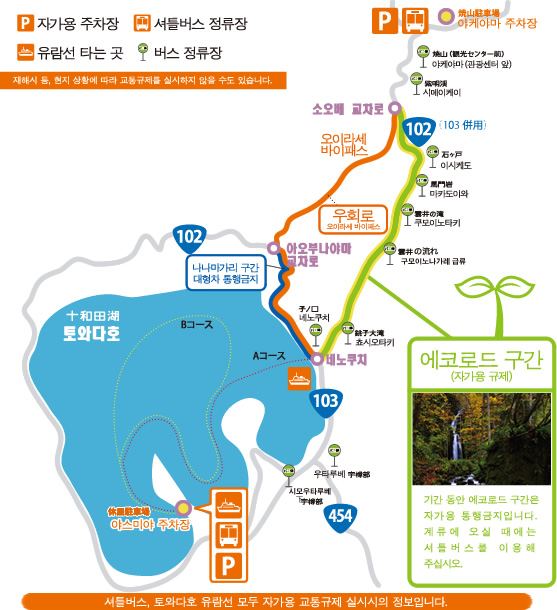 P 자가용 주차장
셔틀버스 정류장
유람선 타는 곳
버스 정류장
재해시 등, 현지 상황에 따라 교통규제를 실시하지 않을 수도 있습니다.
P
焼山駐車場
야케야마 주차장
焼山 (観光センター前)
야케야마 (관광센터 앞)
紫明渓
시메이케이
소오베 교차로
102
(103 併用)
오이라세
바이패스
石ヶ戸
이시케도
馬門岩
마카도이와
우회로
오이라세 바이패스
雲井の滝
구모이노타키
102
아오부나야마
교차로
雲井の流れ
구모이노나가레 급류
나나마가리 구간
대형차 통행금지
子ノ口
네노쿠치
銚子大滝
쵸시오타키
十和田湖
토와다호
Bコース
Aコース
네노쿠치
에코로드 구간
(자가용 규제)
103
우타루베 宇樽部
시모우타루베
下宇樽部
454
休屋駐車場
야스미야 주차장
P
기간 동안 에코로드 구간은
자가용 통행금지입니다.
계류에 오실 때에는
셔틀버스를 이용해
주십시오.
셔틀버스, 토와다호 유람선 모두 자가용 교통규제 실시시의 정보입니다.